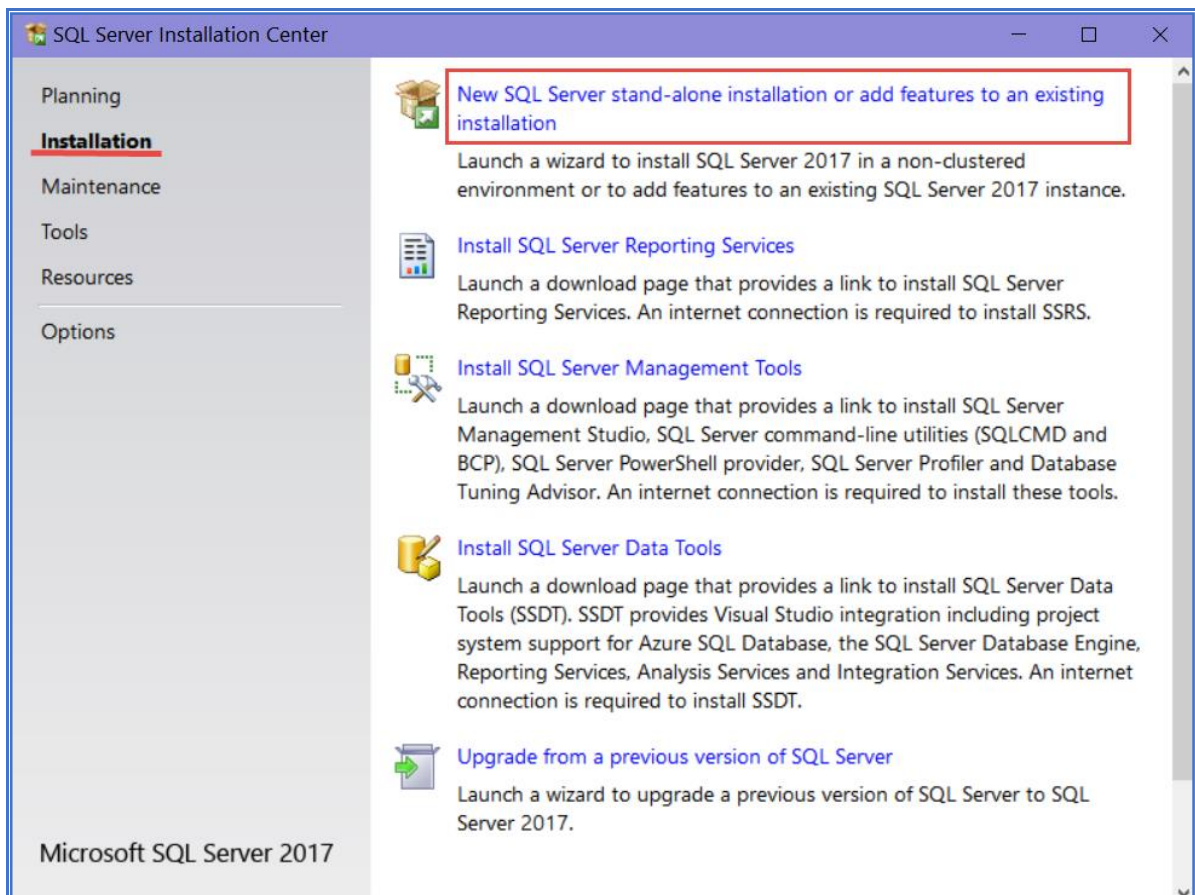 SQL Server Installation Center
Planning
Installation
Maintenance
Tools
Resources
Options
Microsoft SQL Server 2017
New SQL Server stand-alone installation or add features to an existing
installation
Launch a wizard to install SQL Server 2017 in a non-clustered
environment or to add features to an existing SQL Server 2017 instance.
Install SQL Server Reporting Services
Launch a download page that provides a link to install SQL Server
Reporting Services. An internet connection is required to install SSRS.
Install SQL Server Management Tools
Launch a download page that provides a link to install SQL Server
Management Studio, SQL Server command-line utilities (SQLCMD and
BCP), SQL Server PowerShell provider, SQL Server Profiler and Database
Tuning Advisor. An internet connection is required to install these tools.
Install SQL Server Data Tools
Launch a download page that provides a link to install SQL Server Data
Tools (SSDT). SSDT provides Visual Studio integration including project
system support for Azure SQL Database, the SQL Server Database Engine,
Reporting Services, Analysis Services and Integration Services. An internet
connection is required to install SSDT.
Upgrade from a previous version of SQL Server
Launch a wizard to upgrade a previous version of SQL Server to SQL
Server 2017.